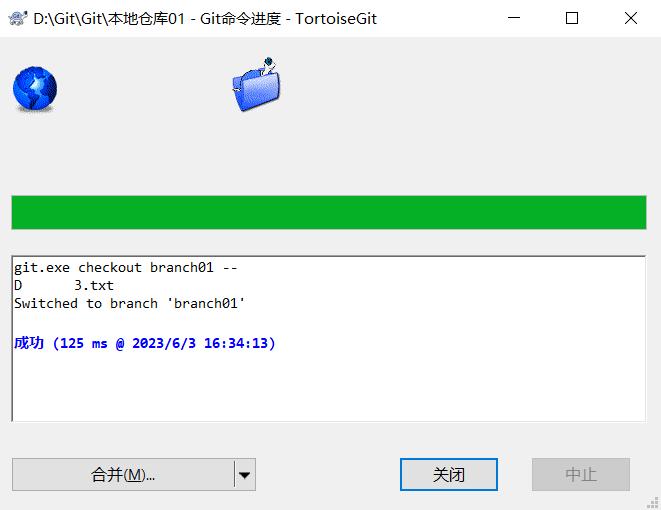 D:\Git\Git\本地仓库01 - Git命令进度 - TortoiseGit
git.exe checkout branch01 --
D       3.txt
Switched to branch 'branch01'
成功 (125 ms @ 2023/6/3 16:34:13)
合并(M)...
关闭
中止